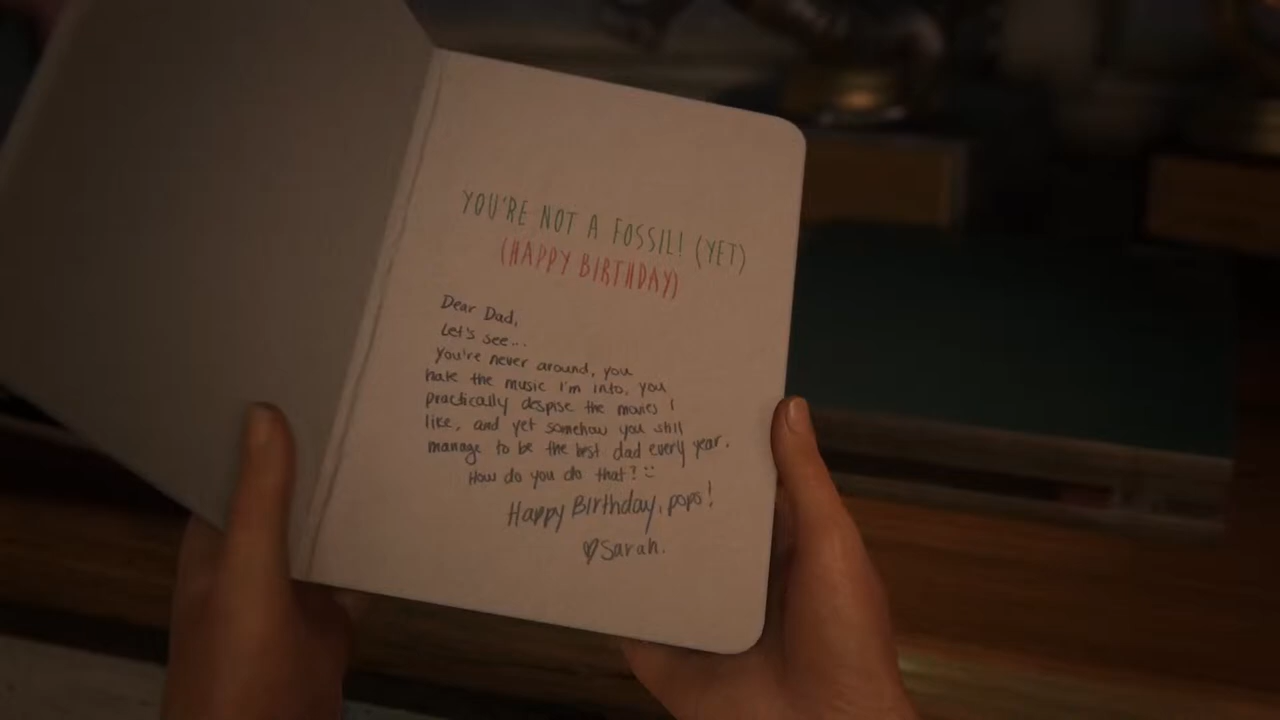 YOU'RE NOT A FOSSIL! (YET)
(HAPPY BIRTHDAY)
Dear Dad,
Let's see...
You're never around, you
hate the music I'm into, you
practically despise the movies I
like, and yet somehow you still
manage to be the best dad every year.
How do you do that? :)
Happy Birthday, pops!
♡Sarah.